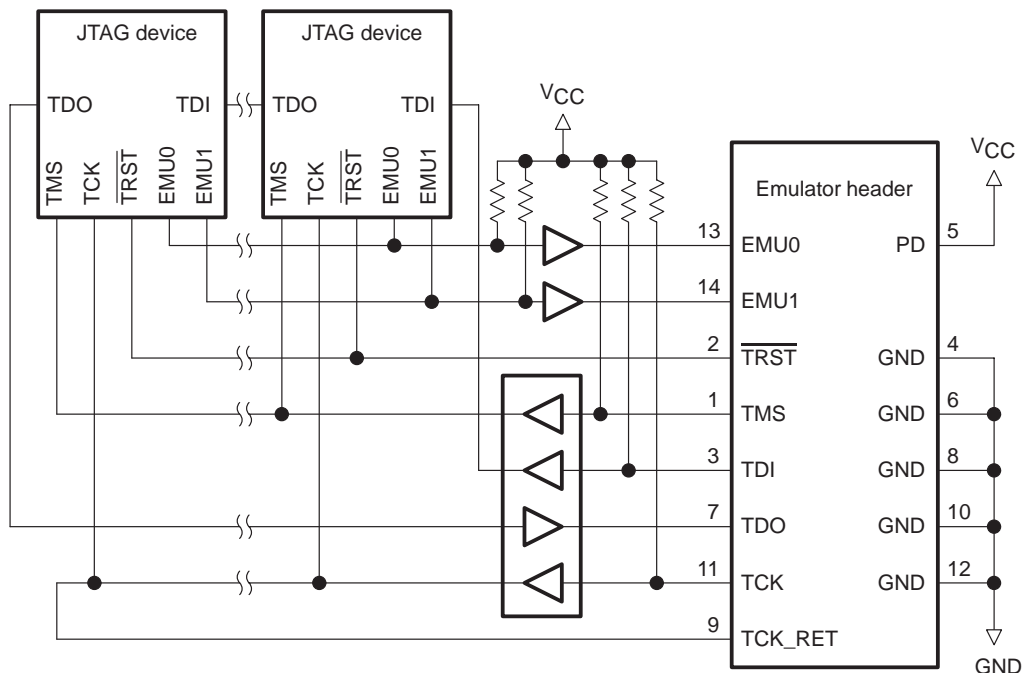 JTAG device
JTAG device
TDO TDI
TDO TDI
TMS TCK TRST EMU0 EMU1
TMS TCK TRST EMU0 EMU1
VCC
VCC
Emulator header
13 EMU0 PD 5
14 EMU1
2 TRST GND 4
1 TMS GND 6
3 TDI GND 8
7 TDO GND 10
11 TCK GND 12
9 TCK_RET
GND